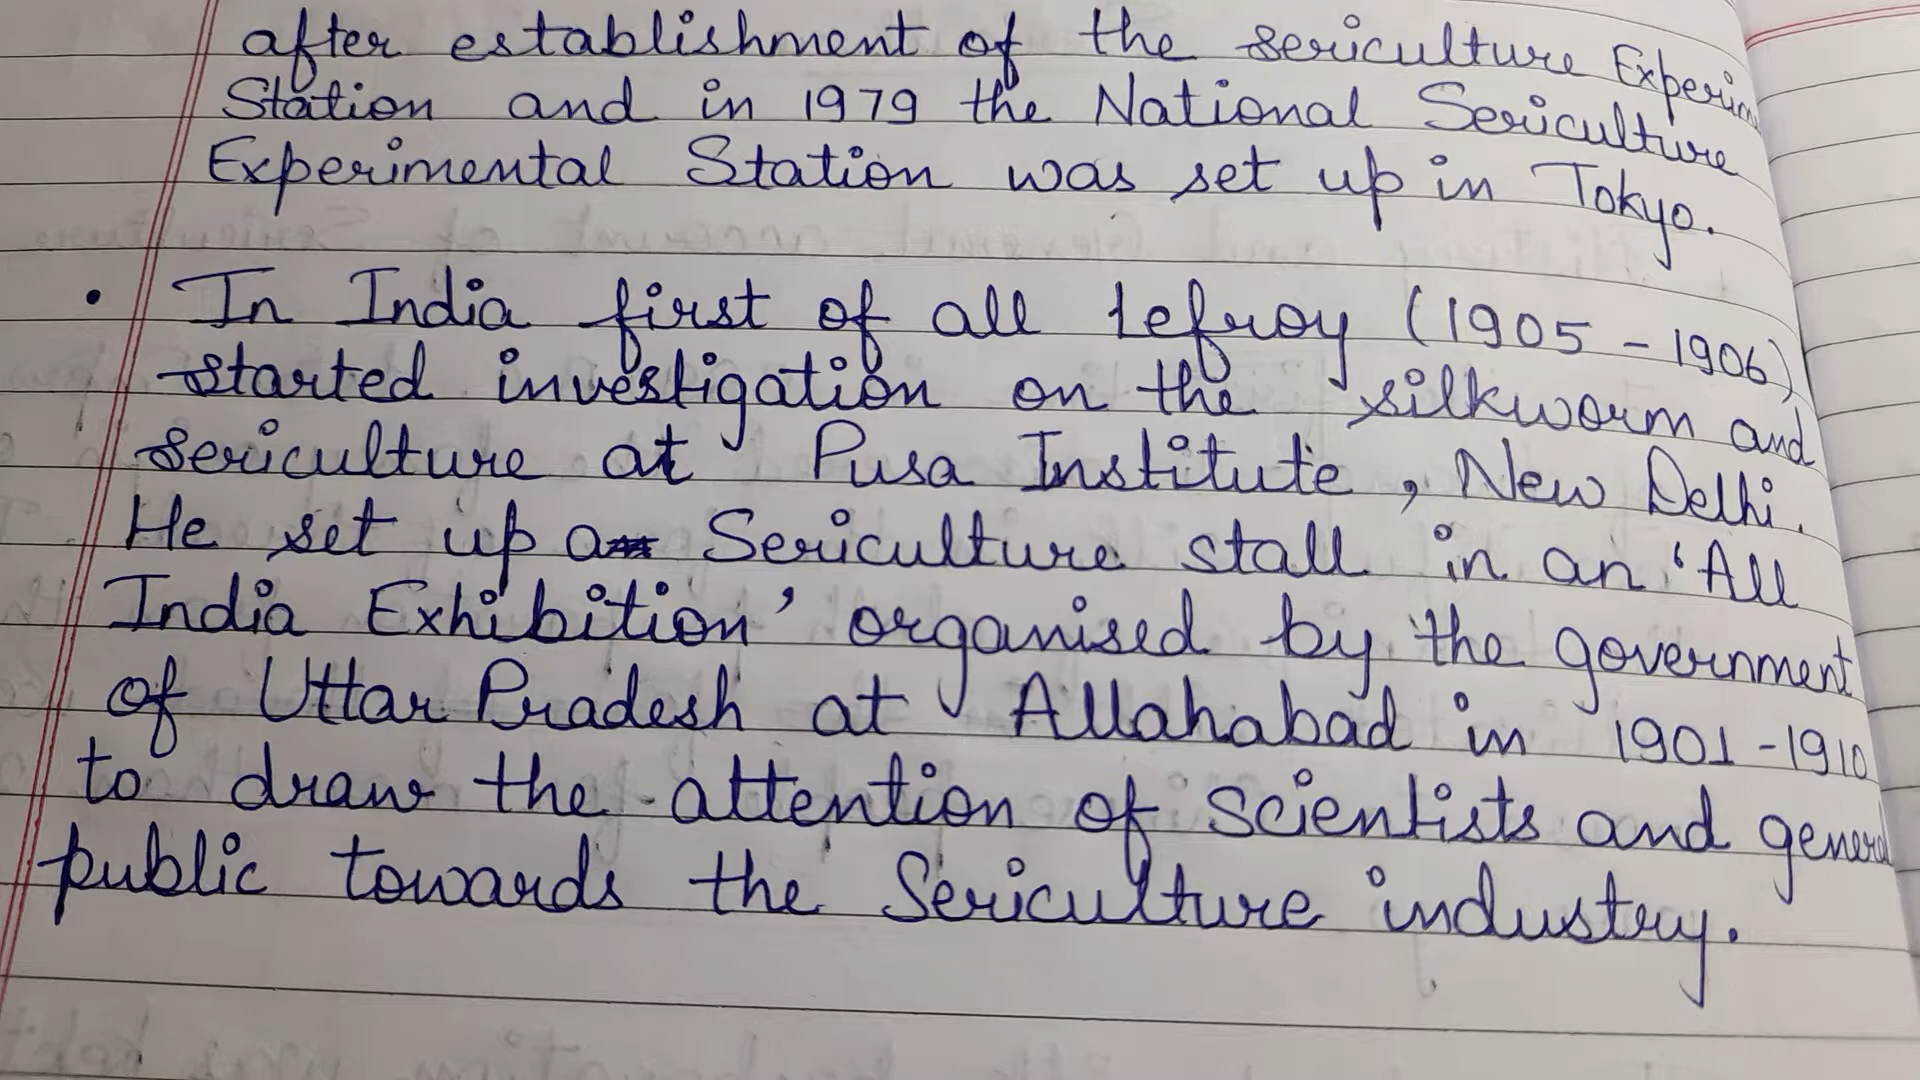 after establishment of the sericulture Experim
Station and in 1979 the National Sericulture
Experimental Station was set up in Tokyo.
• In India first of all lefroy (1905 - 1906)
started investigation on the silkworm and
sericulture at Pusa Institute, New Delhi.
He set up a Sericulture stall in an 'All
India Exhibition' organised by the government
of Uttar Pradesh at Allahabad in 1901-1910
to draw the attention of scientists and general
public towards the Sericulture industry.